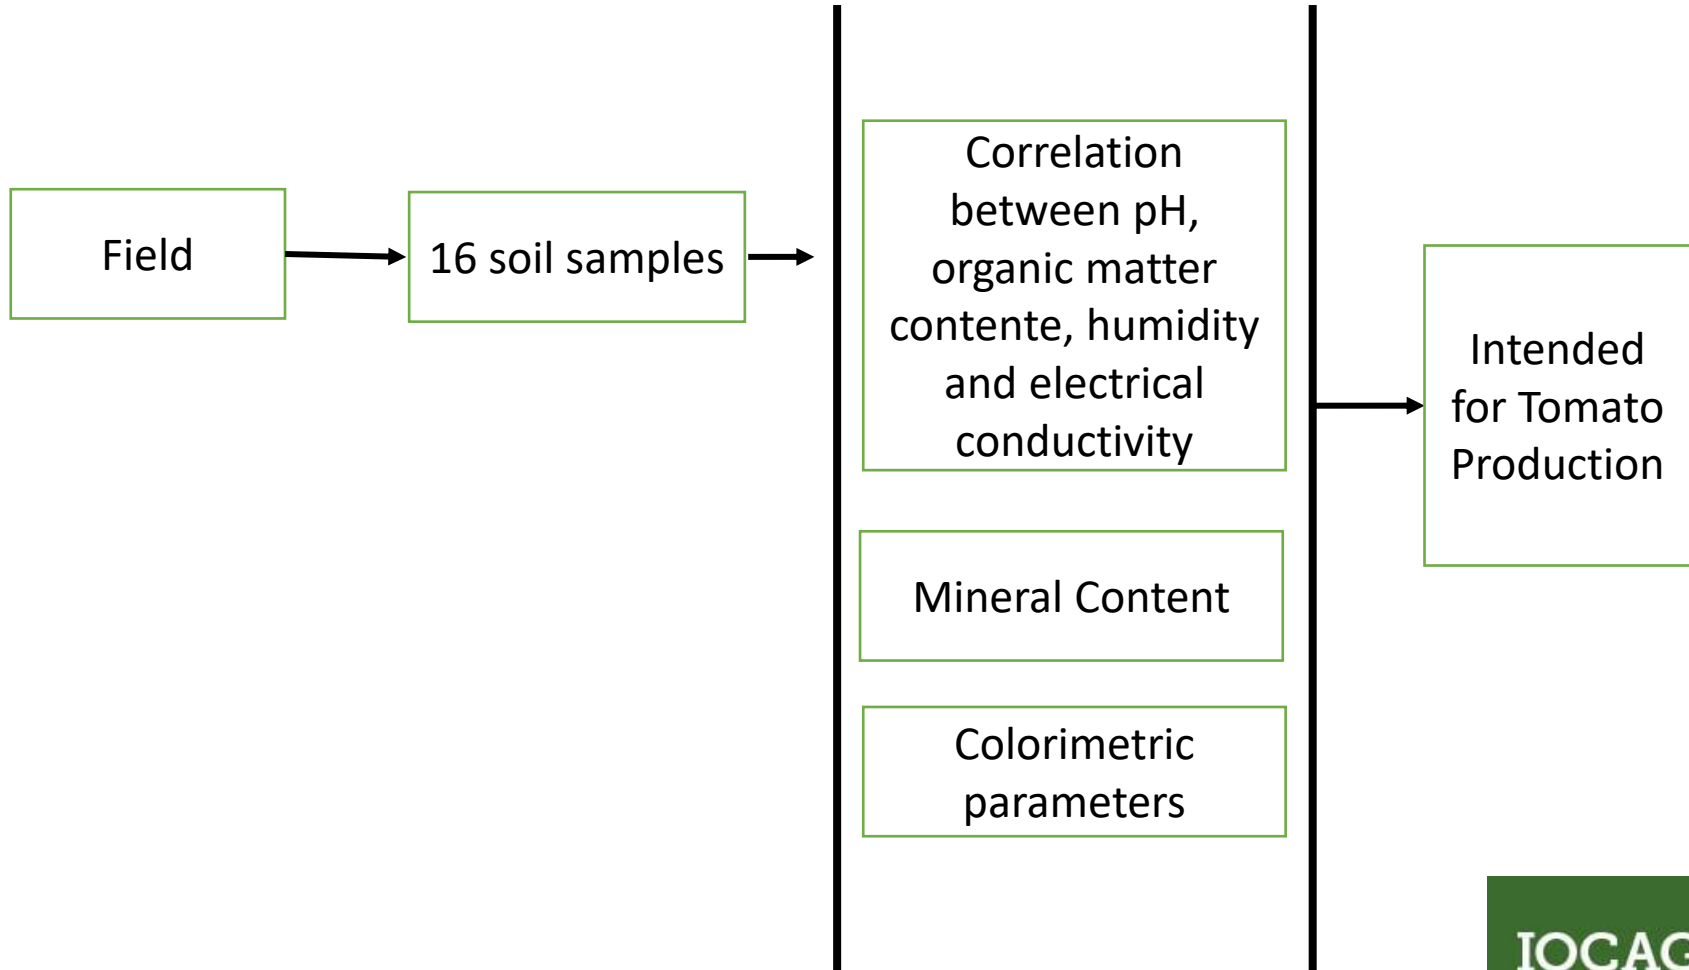 Field
16 soil samples
Correlation
between pH,
organic matter
contente, humidity
and electrical
conductivity
Mineral Content
Colorimetric
parameters
Intended
for Tomato
Production
IOCAG